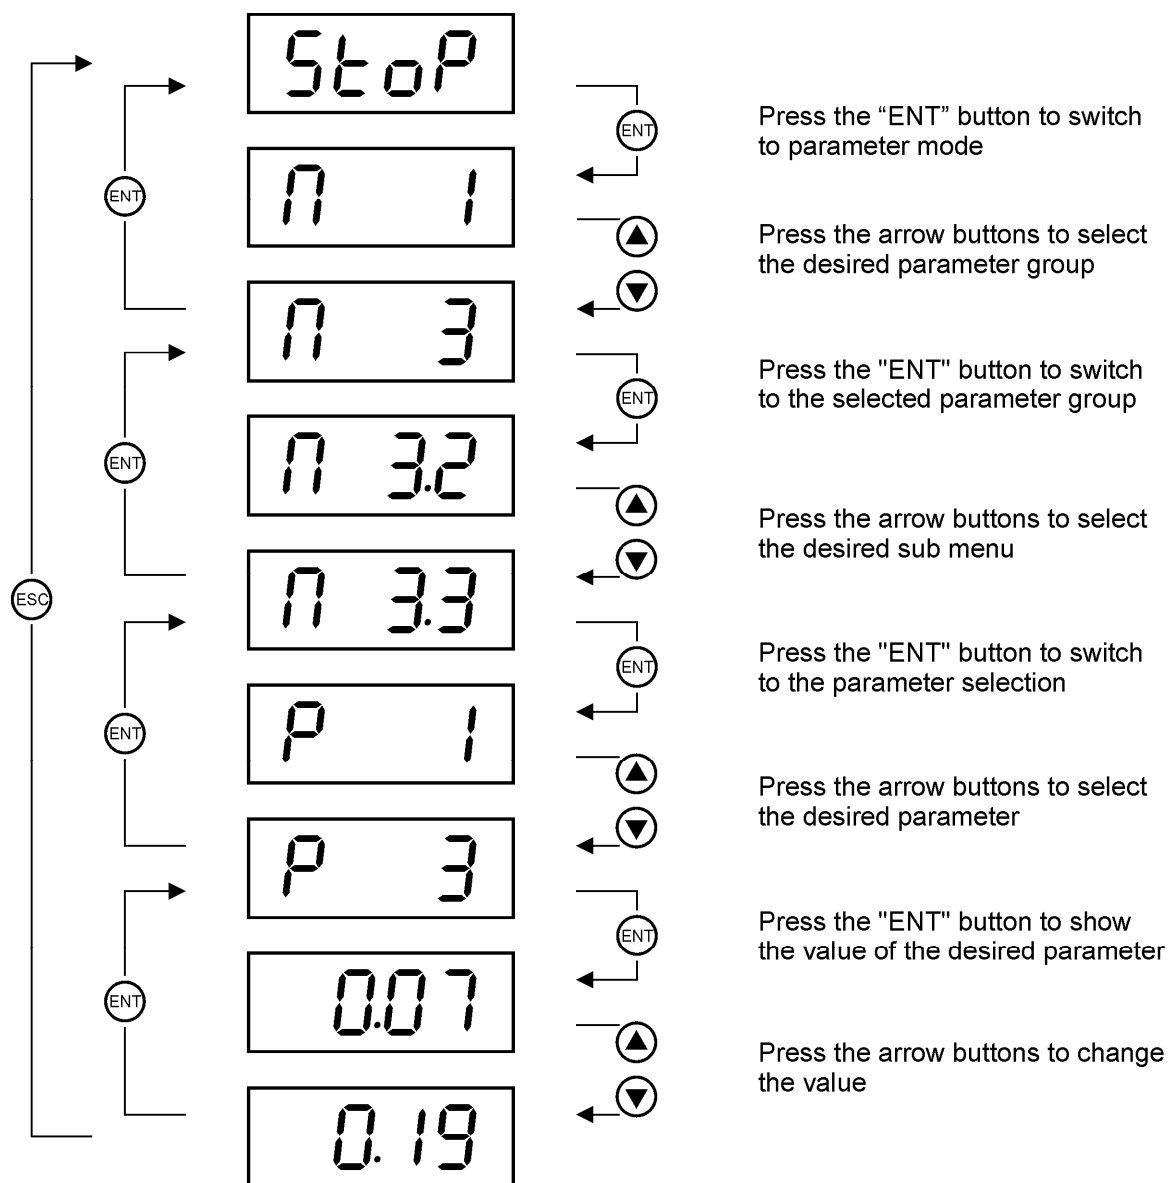 StoP
ENT
Press the “ENT” button to switch
to parameter mode
П 1
ENT
Press the arrow buttons to select
the desired parameter group
П 3
ENT
Press the "ENT" button to switch
to the selected parameter group
П 3.2
ENT
Press the arrow buttons to select
the desired sub menu
П 3.3
ESC
ENT
Press the "ENT" button to switch
to the parameter selection
P 1
ENT
Press the arrow buttons to select
the desired parameter
P 3
ENT
Press the "ENT" button to show
the value of the desired parameter
0.07
ENT
Press the arrow buttons to change
the value
0.19